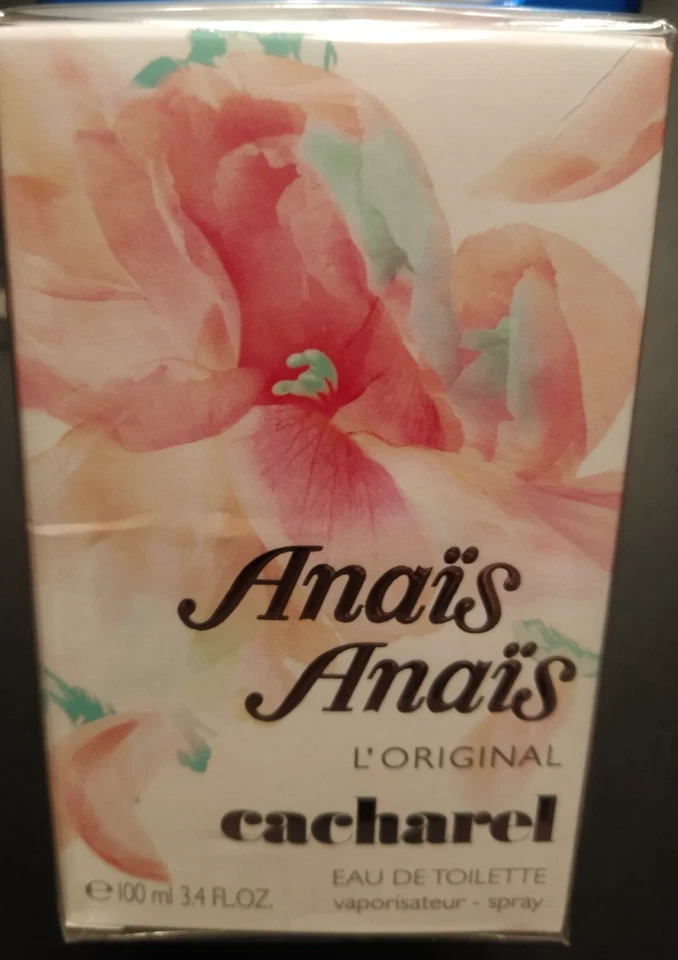 Anaïs
Anaïs
L'ORIGINAL
cacharel
EAU DE TOILETTE
e 100 ml 3.4 FL.OZ.
vaporisateur - spray